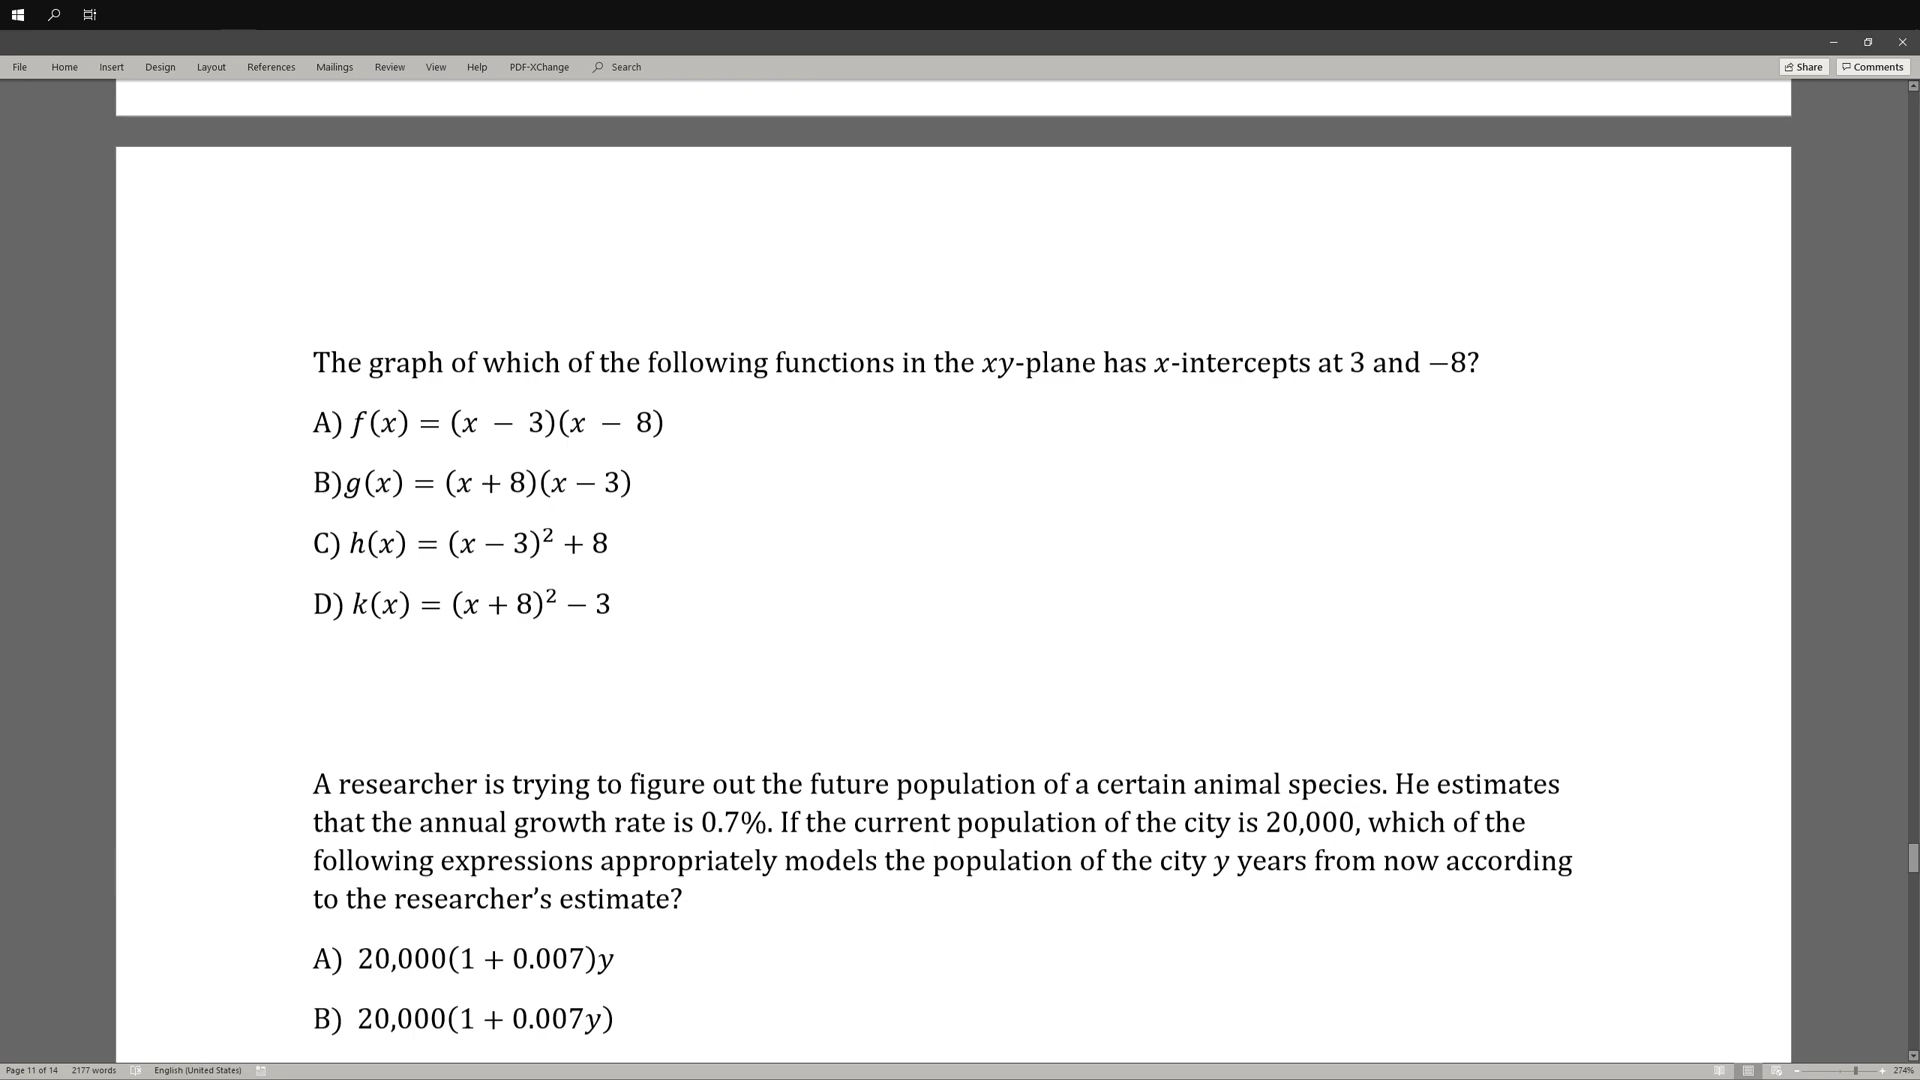 File Home Insert Design Layout References Mailings Review View Help PDF-XChange Search Share Comments
The graph of which of the following functions in the xy-plane has x-intercepts at 3 and −8?
A) f(x) = (x − 3)(x − 8)
B)g(x) = (x + 8)(x − 3)
C) h(x) = (x − 3)² + 8
D) k(x) = (x + 8)² − 3
A researcher is trying to figure out the future population of a certain animal species. He estimates
that the annual growth rate is 0.7%. If the current population of the city is 20,000, which of the
following expressions appropriately models the population of the city y years from now according
to the researcher’s estimate?
A) 20,000(1 + 0.007)y
B) 20,000(1 + 0.007y)
Page 11 of 14 2177 words English (United States) 274%